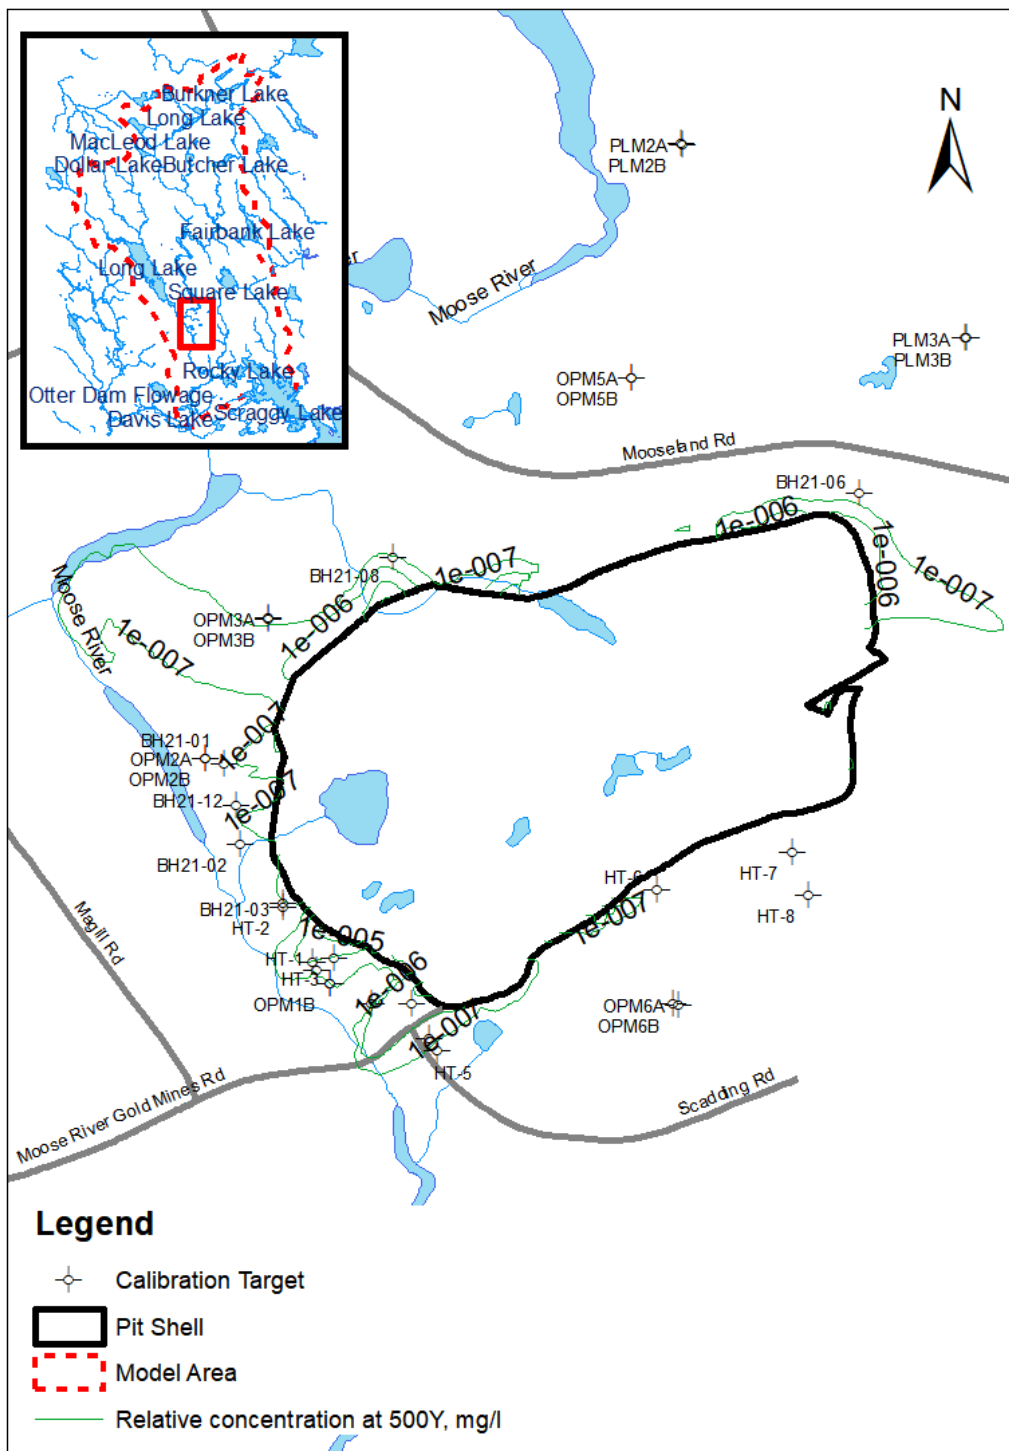 Burkner Lake
Long Lake
MacLeod Lake
Dollar Lake
Butcher Lake
Fairbank Lake
Long Lake
Square Lake
Rocky Lake
Otter Dam Flowage
Davis Lake
Scraggy Lake
N
PLM2A
PLM2B
Moose River
PLM3A
PLM3B
OPM5A
OPM5B
Mooseland Rd
BH21-06
1e-006
1e-006
1e-007
BH21-08
1e-007
Moose River
OPM3A
OPM3B
1e-006
1e-007
BH21-01
OPM2A
OPM2B
1e-007
BH21-12
1e-007
BH21-02
BH21-03
HT-2
1e-005
HT-1
HT-3
OPM1B
1e-006
1e-007
HT-5
HT-6
1e-007
HT-7
HT-8
OPM6A
OPM6B
Magill Rd
Moose River Gold Mines Rd
Scadding Rd
Legend
Calibration Target
Pit Shell
Model Area
Relative concentration at 500Y, mg/l